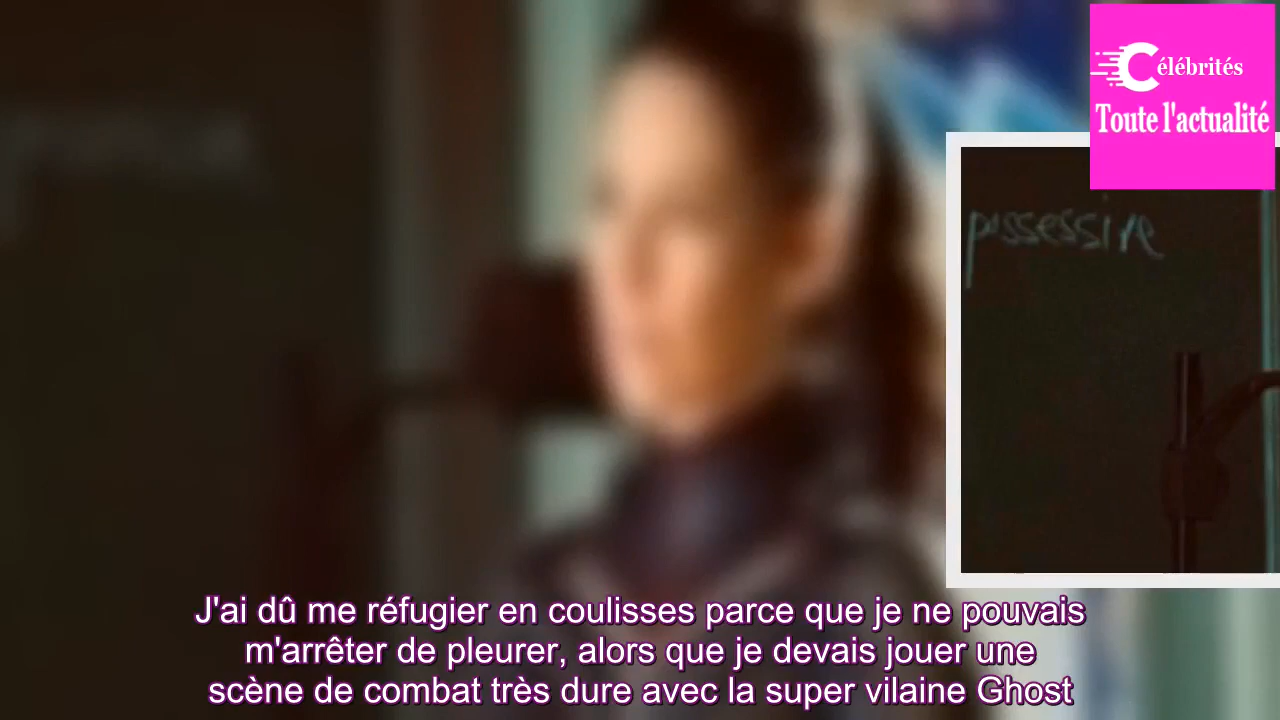 Célébrités
Toute l'actualité
possessive
J'ai dû me réfugier en coulisses parce que je ne pouvais
m'arrêter de pleurer, alors que je devais jouer une
scène de combat très dure avec la super vilaine Ghost